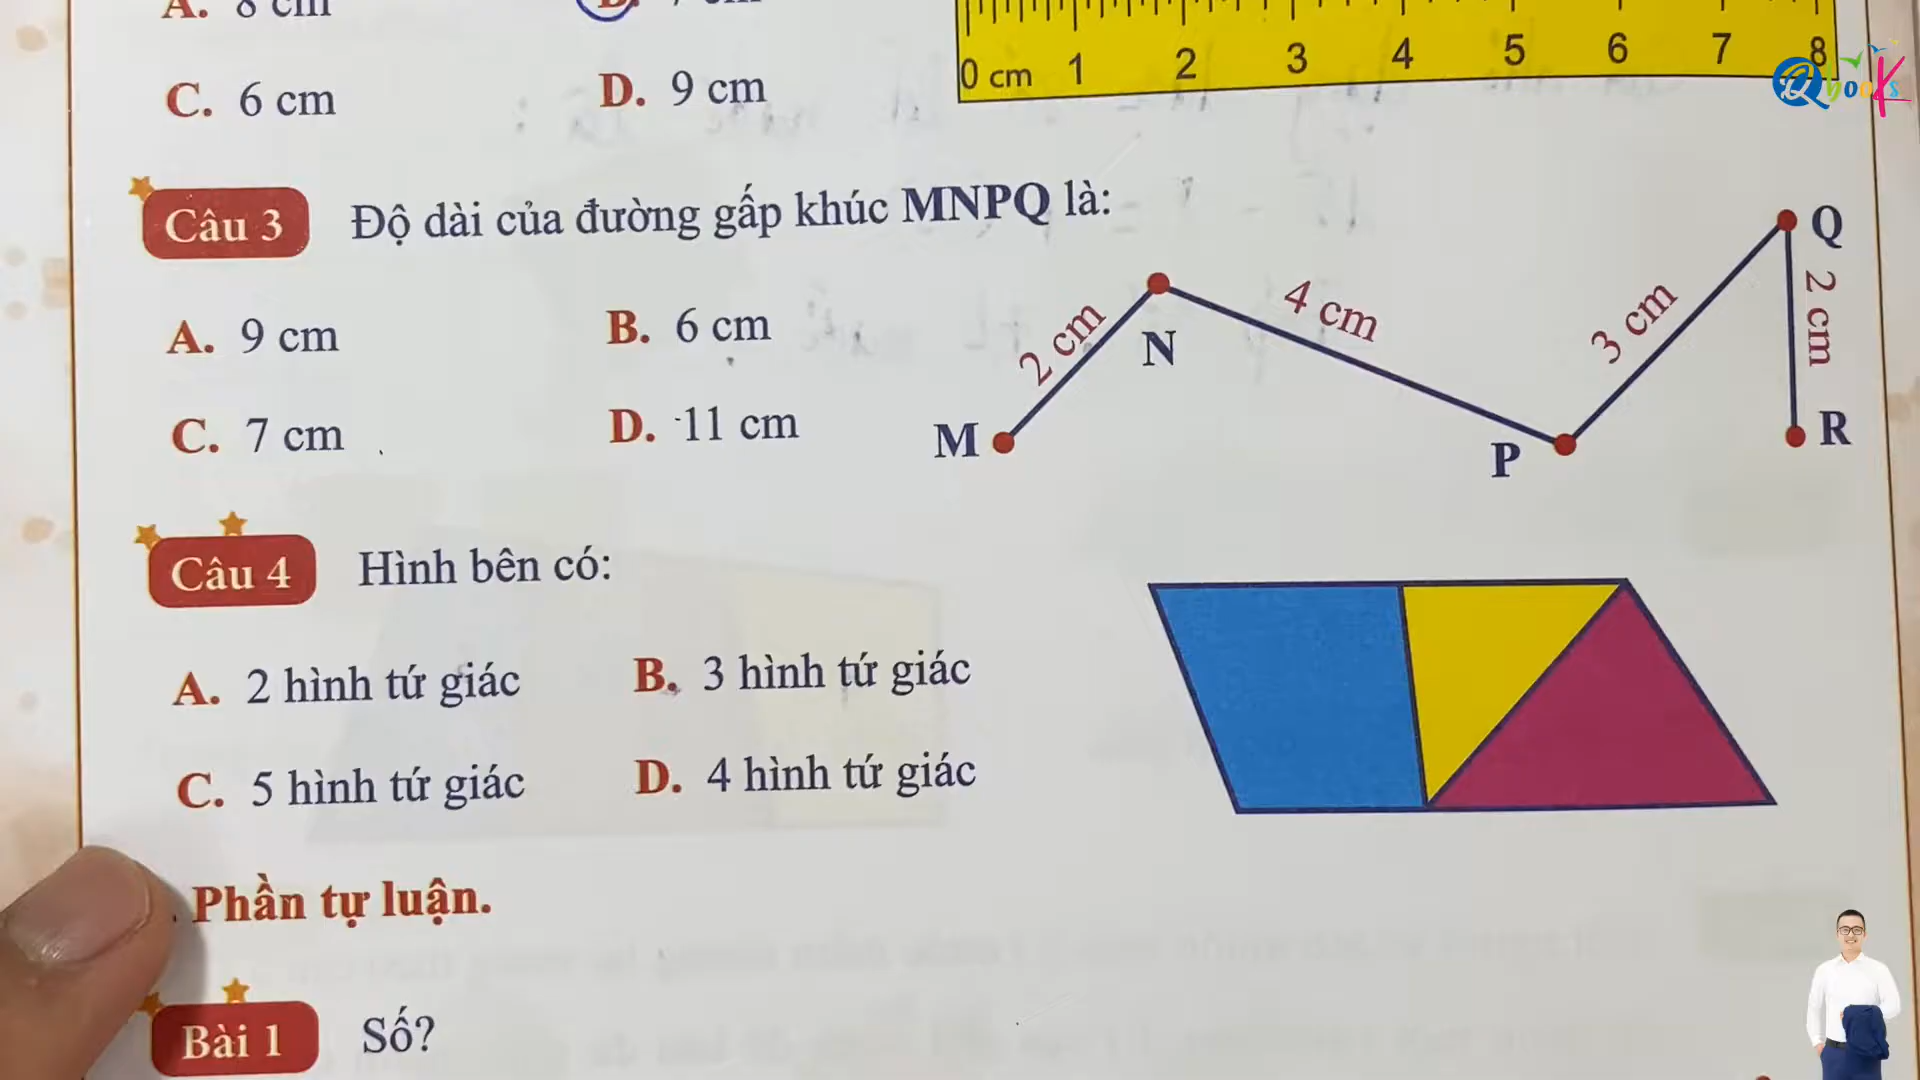 A. 8 cm
C. 6 cm
D. 9 cm
0 cm 1 2 3 4 5 6 7 8
Qbooks
Câu 3 Độ dài của đường gấp khúc MNPQ là:
A. 9 cm
B. 6 cm
C. 7 cm
D. 11 cm
M
2 cm
N
4 cm
P
3 cm
Q
2 cm
R
Câu 4 Hình bên có:
A. 2 hình tứ giác
B. 3 hình tứ giác
C. 5 hình tứ giác
D. 4 hình tứ giác
Phần tự luận.
Bài 1 Số?